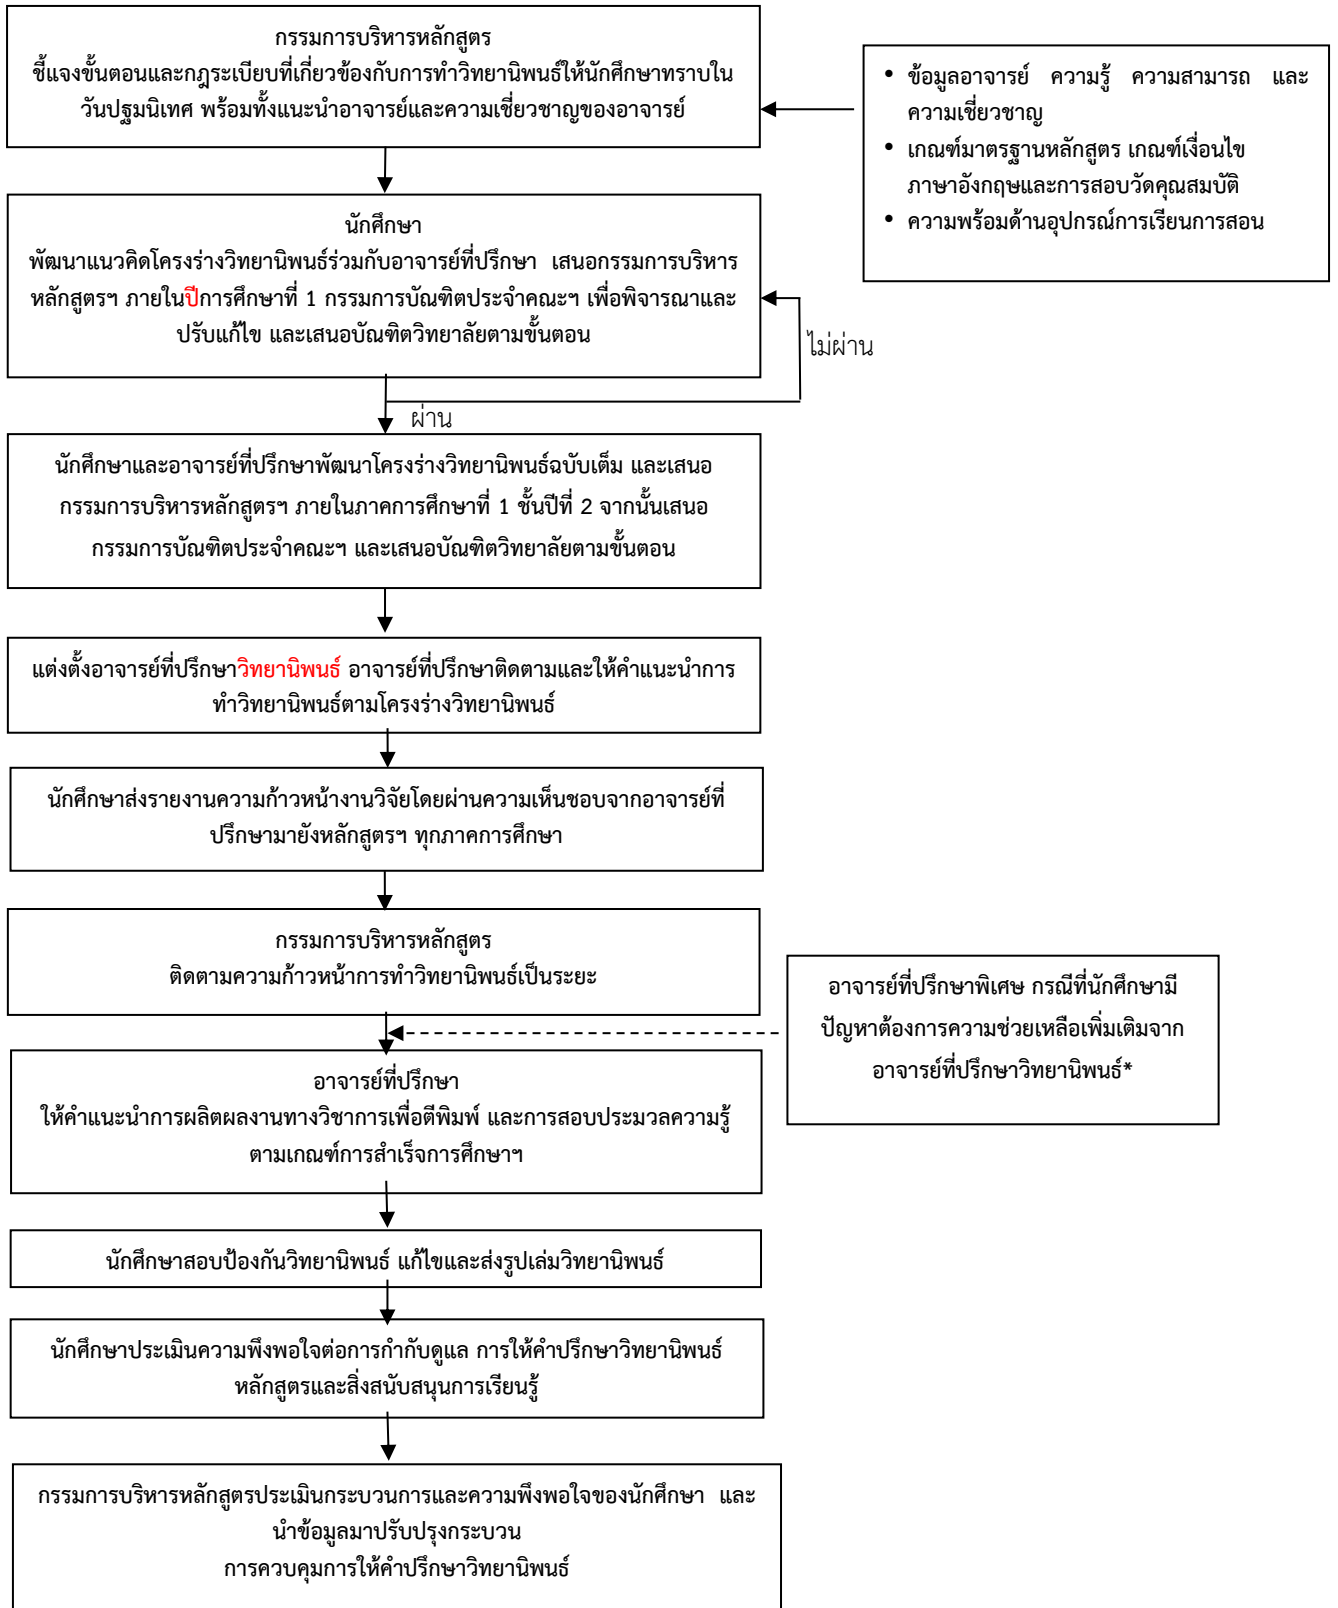 กรรมการบริหารหลักสูตร
ชี้แจงขั้นตอนและกฎระเบียบที่เกี่ยวข้องกับการทำวิทยานิพนธ์ให้นักศึกษาทราบใน
วันปฐมนิเทศ พร้อมทั้งแนะนำอาจารย์และความเชี่ยวชาญของอาจารย์
• ข้อมูลอาจารย์ ความรู้ ความสามารถ และ
ความเชี่ยวชาญ
• เกณฑ์มาตรฐานหลักสูตร เกณฑ์เงื่อนไข
ภาษาอังกฤษและการสอบวัดคุณสมบัติ
• ความพร้อมด้านอุปกรณ์การเรียนการสอน
นักศึกษา
พัฒนาแนวคิดโครงร่างวิทยานิพนธ์ร่วมกับอาจารย์ที่ปรึกษา เสนอกรรมการบริหาร
หลักสูตรฯ ภายในปีการศึกษาที่ 1 กรรมการบัณฑิตประจำคณะฯ เพื่อพิจารณาและ
ปรับแก้ไข และเสนอบัณฑิตวิทยาลัยตามขั้นตอน
ไม่ผ่าน
ผ่าน
นักศึกษาและอาจารย์ที่ปรึกษาพัฒนาโครงร่างวิทยานิพนธ์ฉบับเต็ม และเสนอ
กรรมการบริหารหลักสูตรฯ ภายในภาคการศึกษาที่ 1 ชั้นปีที่ 2 จากนั้นเสนอ
กรรมการบัณฑิตประจำคณะฯ และเสนอบัณฑิตวิทยาลัยตามขั้นตอน
แต่งตั้งอาจารย์ที่ปรึกษาวิทยานิพนธ์ อาจารย์ที่ปรึกษาติดตามและให้คำแนะนำการ
ทำวิทยานิพนธ์ตามโครงร่างวิทยานิพนธ์
นักศึกษาส่งรายงานความก้าวหน้างานวิจัยโดยผ่านความเห็นชอบจากอาจารย์ที่
ปรึกษามายังหลักสูตรฯ ทุกภาคการศึกษา
กรรมการบริหารหลักสูตร
ติดตามความก้าวหน้าการทำวิทยานิพนธ์เป็นระยะ
อาจารย์ที่ปรึกษาพิเศษ กรณีที่นักศึกษามี
ปัญหาต้องการความช่วยเหลือเพิ่มเติมจาก
อาจารย์ที่ปรึกษาวิทยานิพนธ์*
อาจารย์ที่ปรึกษา
ให้คำแนะนำการผลิตผลงานทางวิชาการเพื่อตีพิมพ์ และการสอบประมวลความรู้
ตามเกณฑ์การสำเร็จการศึกษาฯ
นักศึกษาสอบป้องกันวิทยานิพนธ์ แก้ไขและส่งรูปเล่มวิทยานิพนธ์
นักศึกษาประเมินความพึงพอใจต่อการกำกับดูแล การให้คำปรึกษาวิทยานิพนธ์
หลักสูตรและสิ่งสนับสนุนการเรียนรู้
กรรมการบริหารหลักสูตรประเมินกระบวนการและความพึงพอใจของนักศึกษา และ
นำข้อมูลมาปรับปรุงกระบวน
การควบคุมการให้คำปรึกษาวิทยานิพนธ์